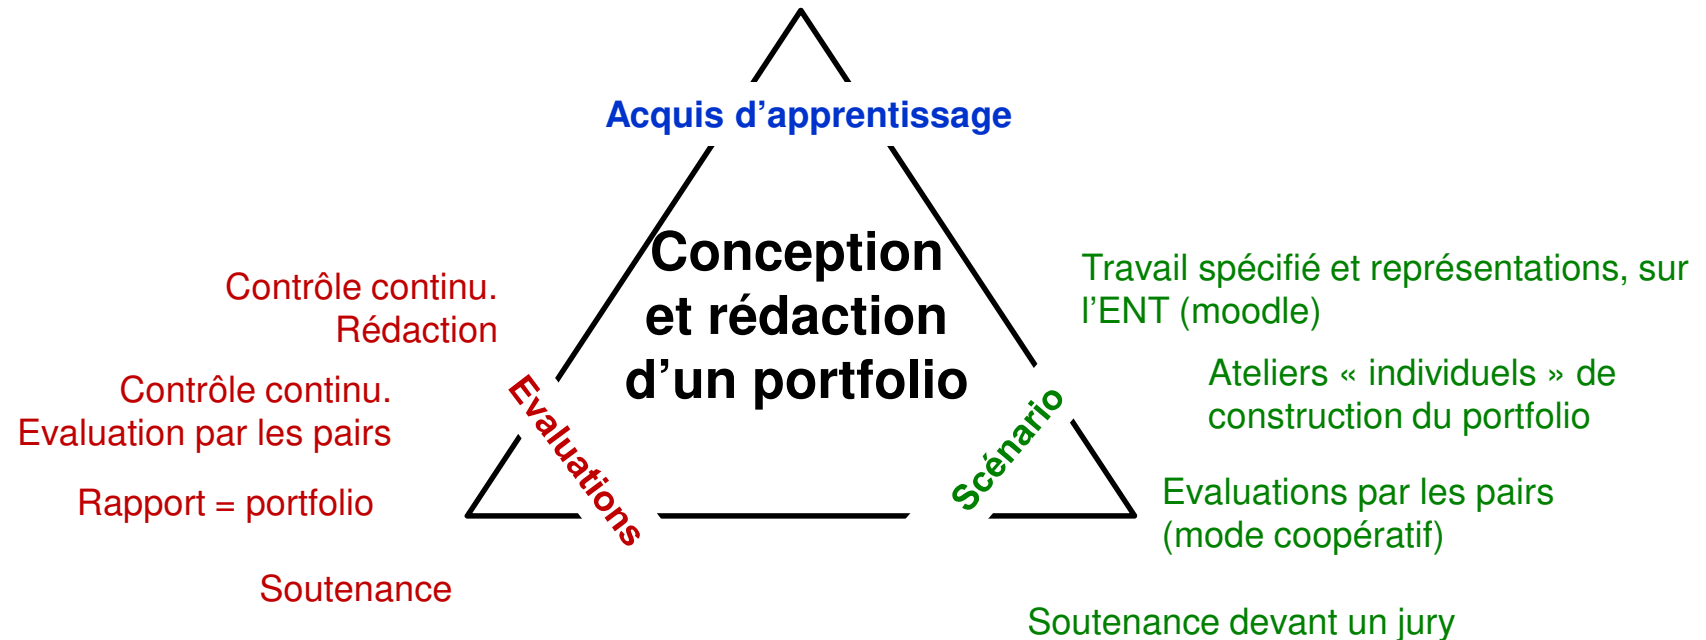 Acquis d’apprentissage
Conception
et rédaction
d’un portfolio
Contrôle continu.
Rédaction
Contrôle continu.
Evaluation par les pairs
Rapport = portfolio
Soutenance
Evaluations
Scénario
Travail spécifié et représentations, sur
l’ENT (moodle)
Ateliers « individuels » de
construction du portfolio
Evaluations par les pairs
(mode coopératif)
Soutenance devant un jury